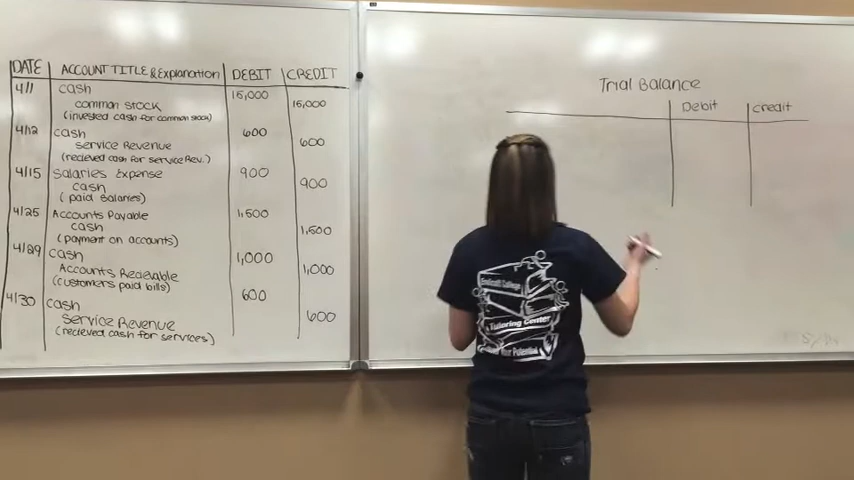 DATE ACCOUNT TITLE & Explanation DEBIT CREDIT
4/1 cash 15,000
common stock 15,000
(invested cash for common stock)
4/12 cash 600
Service Revenue 600
(recieved cash for service Rev.)
4/15 Salaries Expense 900
cash 900
(paid salaries)
4/25 Accounts Payable 1,500
cash 1,500
(payment on accounts)
4/29 cash 1,000
Accounts Receivable 1,000
(customers paid bills)
4/30 cash 600
Service Revenue 600
(recieved cash for services)
Trial Balance
Debit credit
Endicott College
Tutoring Center
Potential